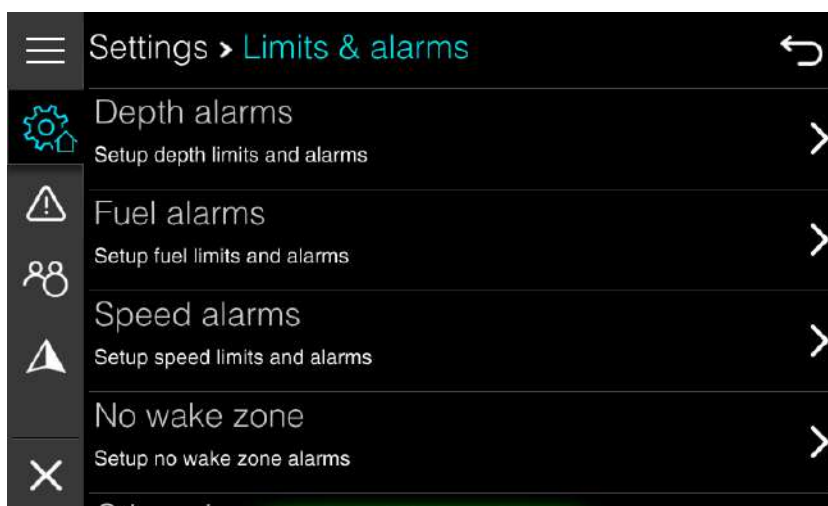 Settings > Limits & alarms
Depth alarms
Setup depth limits and alarms
Fuel alarms
Setup fuel limits and alarms
Speed alarms
Setup speed limits and alarms
No wake zone
Setup no wake zone alarms